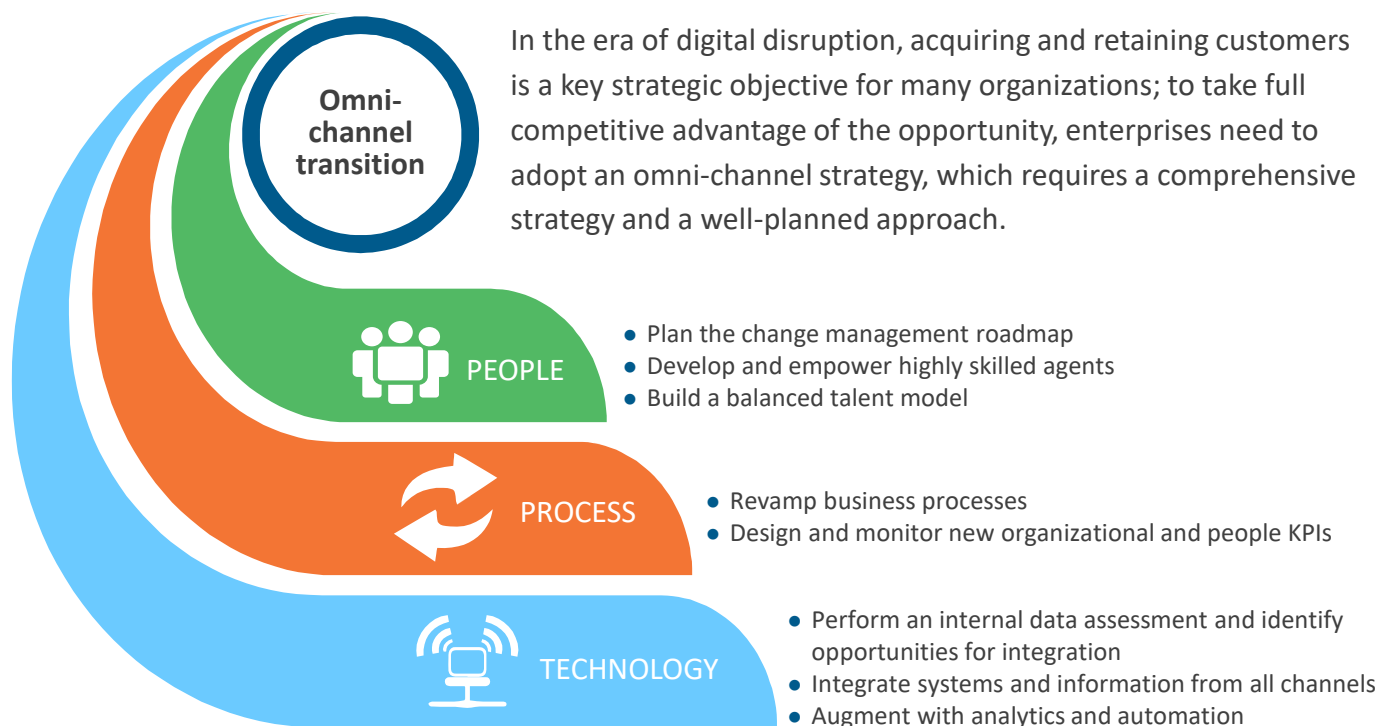 Omni-
channel
transition
In the era of digital disruption, acquiring and retaining customers
is a key strategic objective for many organizations; to take full
competitive advantage of the opportunity, enterprises need to
adopt an omni-channel strategy, which requires a comprehensive
strategy and a well-planned approach.
PEOPLE
● Plan the change management roadmap
● Develop and empower highly skilled agents
● Build a balanced talent model
PROCESS
● Revamp business processes
● Design and monitor new organizational and people KPIs
TECHNOLOGY
● Perform an internal data assessment and identify
opportunities for integration
● Integrate systems and information from all channels
● Augment with analytics and automation